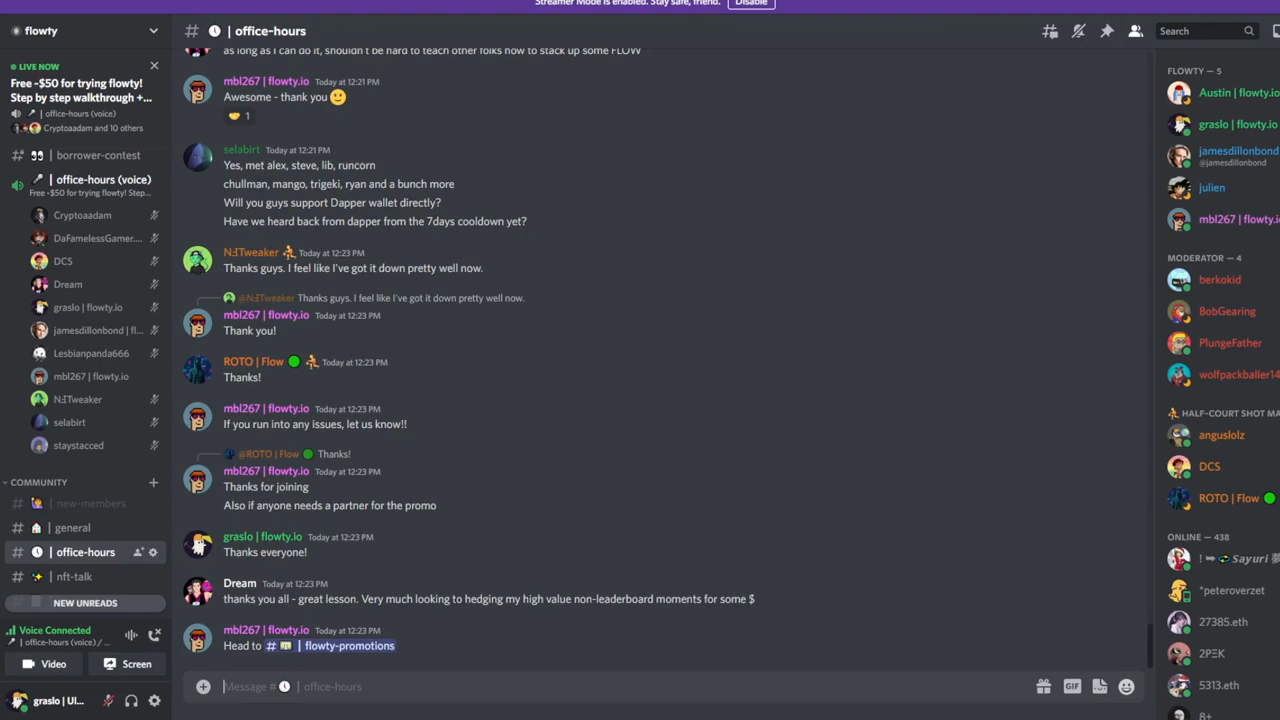 Streamer Mode is enabled. Stay safe, friend. Disable
flowty
# | office-hours
Search
LIVE NOW
Free ~$50 for trying flowty!
Step by step walkthrough +...
| office-hours (voice)
Cryptoaadam and 10 others
| borrower-contest
| office-hours (voice)
Free ~$50 for trying flowty! Step...
Cryptoaadam
DaFamelessGamer...
DCS
Dream
graslo | flowty.io
jamesdillonbond | fl...
Lesbianpanda666
mbl267 | flowty.io
NƎTweaker
selabirt
staystacced
COMMUNITY
# | new-members
# | general
# | office-hours
# | nft-talk
NEW UNREADS
Voice Connected
office-hours (voice) / ...
Video
Screen
graslo | Ul...
as long as i can do it, shouldn't be hard to teach other folks how to stack up some FLOW
mbl267 | flowty.io Today at 12:21 PM
Awesome - thank you
1
selabirt Today at 12:21 PM
Yes, met alex, steve, lib, runcorn
chullman, mango, trigeki, ryan and a bunch more
Will you guys support Dapper wallet directly?
Have we heard back from dapper from the 7days cooldown yet?
NƎTweaker Today at 12:23 PM
Thanks guys. I feel like I've got it down pretty well now.
@NƎTweaker Thanks guys. I feel like I've got it down pretty well now.
mbl267 | flowty.io Today at 12:23 PM
Thank you!
ROTO | Flow Today at 12:23 PM
Thanks!
mbl267 | flowty.io Today at 12:23 PM
If you run into any issues, let us know!!
@ROTO | Flow Thanks!
mbl267 | flowty.io Today at 12:23 PM
Thanks for joining
Also if anyone needs a partner for the promo
graslo | flowty.io Today at 12:23 PM
Thanks everyone!
Dream Today at 12:23 PM
thanks you all - great lesson. Very much looking to hedging my high value non-leaderboard moments for some $
mbl267 | flowty.io Today at 12:23 PM
Head to # | flowty-promotions
Message # | office-hours
GIF
FLOWTY — 5
Austin | flowty.io
graslo | flowty.io
jamesdillonbond
@jamesdillonbond
julien
mbl267 | flowty.io
MODERATOR — 4
berkokid
BobGearing
PlungeFather
wolfpackballer14
HALF-COURT SHOT MA
anguslolz
DCS
ROTO | Flow
ONLINE — 438
Sayuri 夢
*peteroverzet
27385.eth
2PΞK
5313.eth
8+